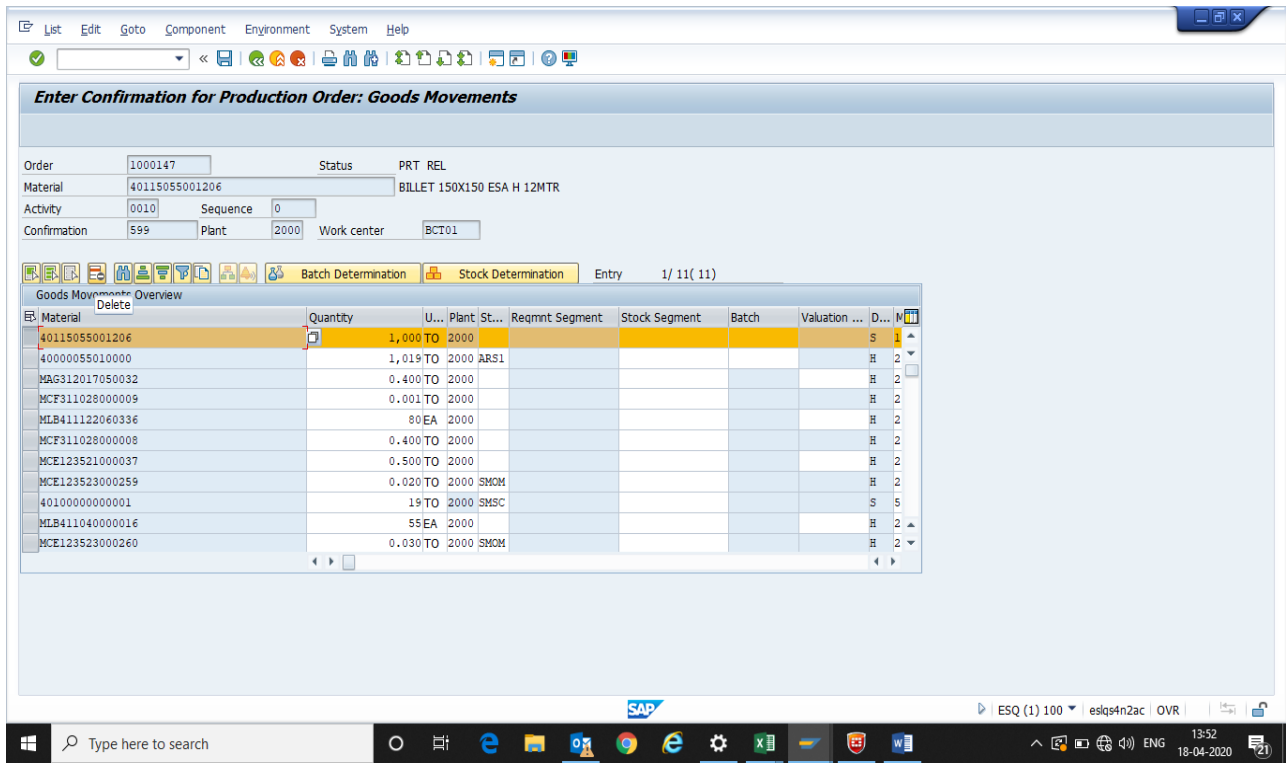 List Edit Goto Component Environment System Help
Enter Confirmation for Production Order: Goods Movements
Order 1000147 Status PRT REL
Material 40115055001206 BILLET 150X150 ESA H 12MTR
Activity 0010 Sequence 0
Confirmation 599 Plant 2000 Work center BCT01
Batch Determination Stock Determination Entry 1/ 11( 11)
Goods Movements Overview
Delete
Material Quantity U... Plant St... Reqmnt Segment Stock Segment Batch Valuation ... D... M
40115055001206 1,000 TO 2000 S 1
40000055010000 1,019 TO 2000 ARS1 H 2
MAG312017050032 0.400 TO 2000 H 2
MCF311028000009 0.001 TO 2000 H 2
MLB411122060336 80 EA 2000 H 2
MCF311028000008 0.400 TO 2000 H 2
MCE123521000037 0.500 TO 2000 H 2
MCE123523000259 0.020 TO 2000 SMOM H 2
40100000000001 19 TO 2000 SMSC S 5
MLB411040000016 55 EA 2000 H 2
MCE123523000260 0.030 TO 2000 SMOM H 2
SAP ESQ (1) 100 eslqs4n2ac OVR
Type here to search ENG 13:52
18-04-2020 21